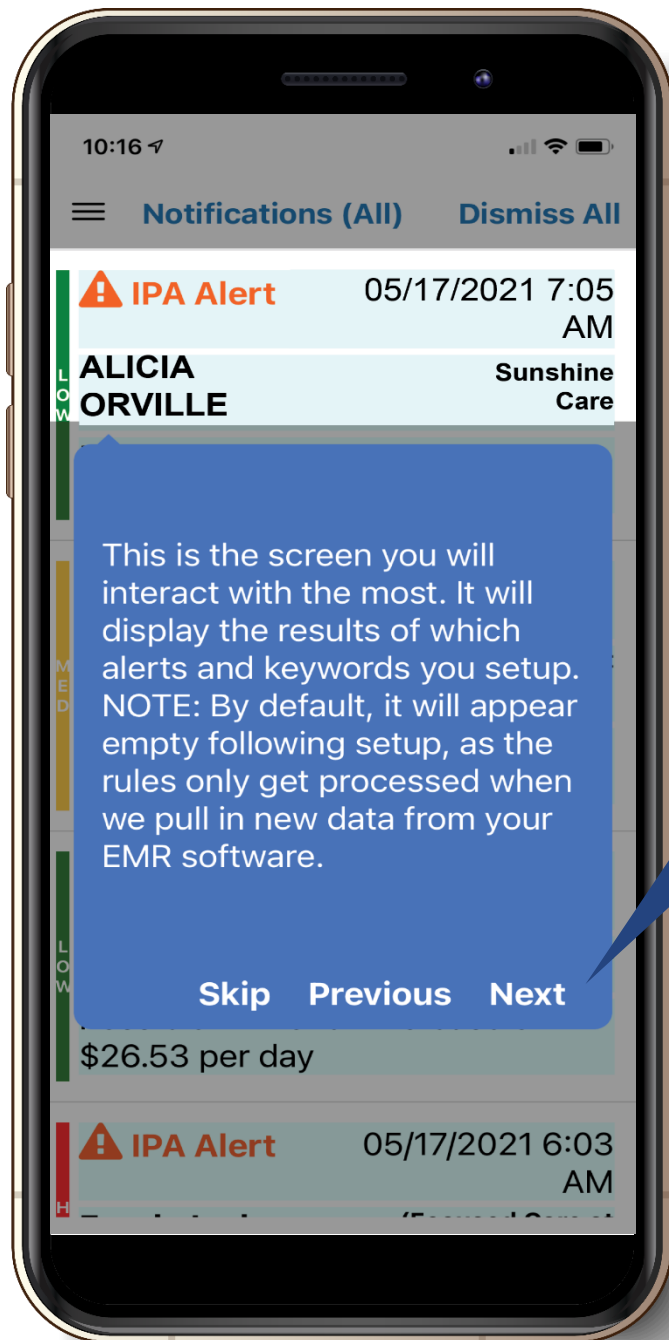 10:16
Notifications (All) Dismiss All
IPA Alert 05/17/2021 7:05
AM
ALICIA Sunshine
ORVILLE Care
LOW
This is the screen you will
interact with the most. It will
display the results of which
alerts and keywords you setup.
NOTE: By default, it will appear
empty following setup, as the
rules only get processed when
we pull in new data from your
EMR software.
MED
LOW
Skip Previous Next
$26.53 per day
IPA Alert 05/17/2021 6:03
AM
H